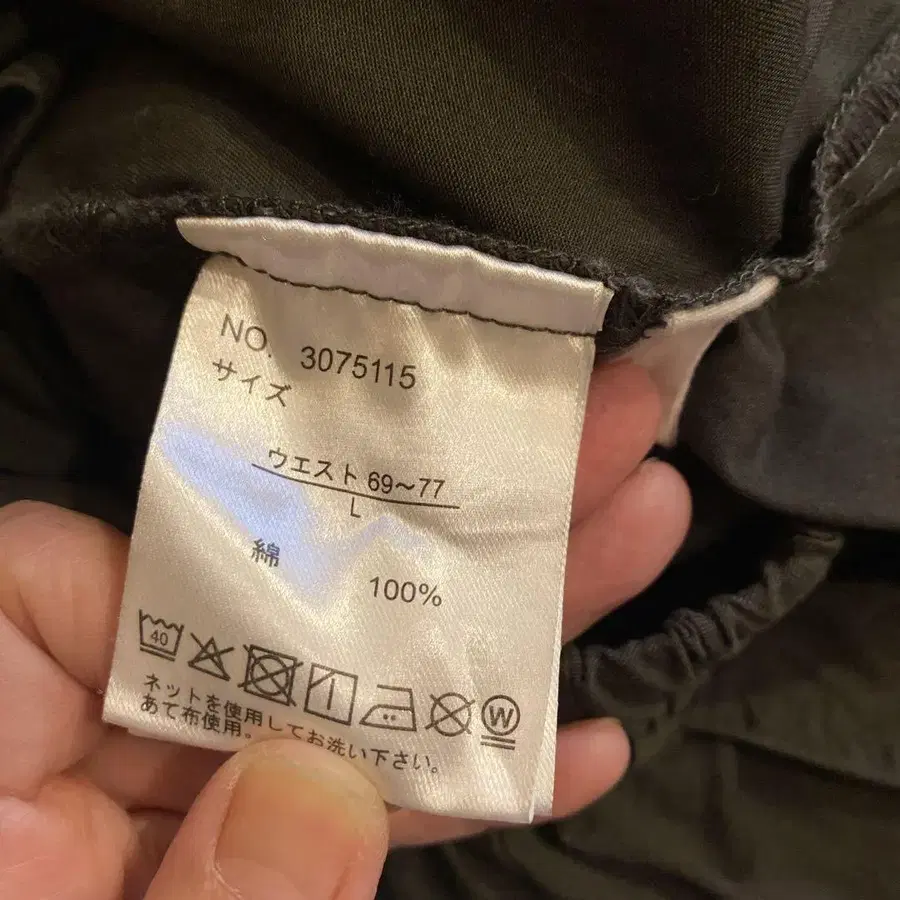 NO. 3075115
サイズ
ウエスト 69~77
L
綿 100%
40 W
ネットを使用してお洗い下さい。
あて布使用。